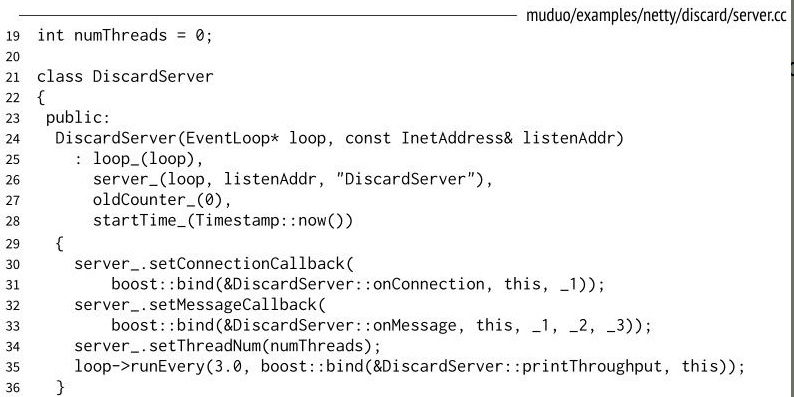 muduo/examples/netty/discard/server.cc
19 int numThreads = 0;
20
21 class DiscardServer
22 {
23  public:
24   DiscardServer(EventLoop* loop, const InetAddress& listenAddr)
25     : loop_(loop),
26       server_(loop, listenAddr, "DiscardServer"),
27       oldCounter_(0),
28       startTime_(Timestamp::now())
29   {
30     server_.setConnectionCallback(
31         boost::bind(&DiscardServer::onConnection, this, _1));
32     server_.setMessageCallback(
33         boost::bind(&DiscardServer::onMessage, this, _1, _2, _3));
34     server_.setThreadNum(numThreads);
35     loop->runEvery(3.0, boost::bind(&DiscardServer::printThroughput, this));
36   }